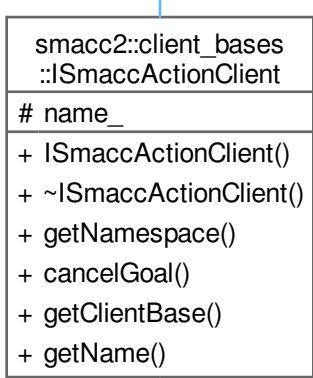 smacc2::client_bases
::ISmaccActionClient
# name_
+ ISmaccActionClient()
+ ~ISmaccActionClient()
+ getNamespace()
+ cancelGoal()
+ getClientBase()
+ getName()